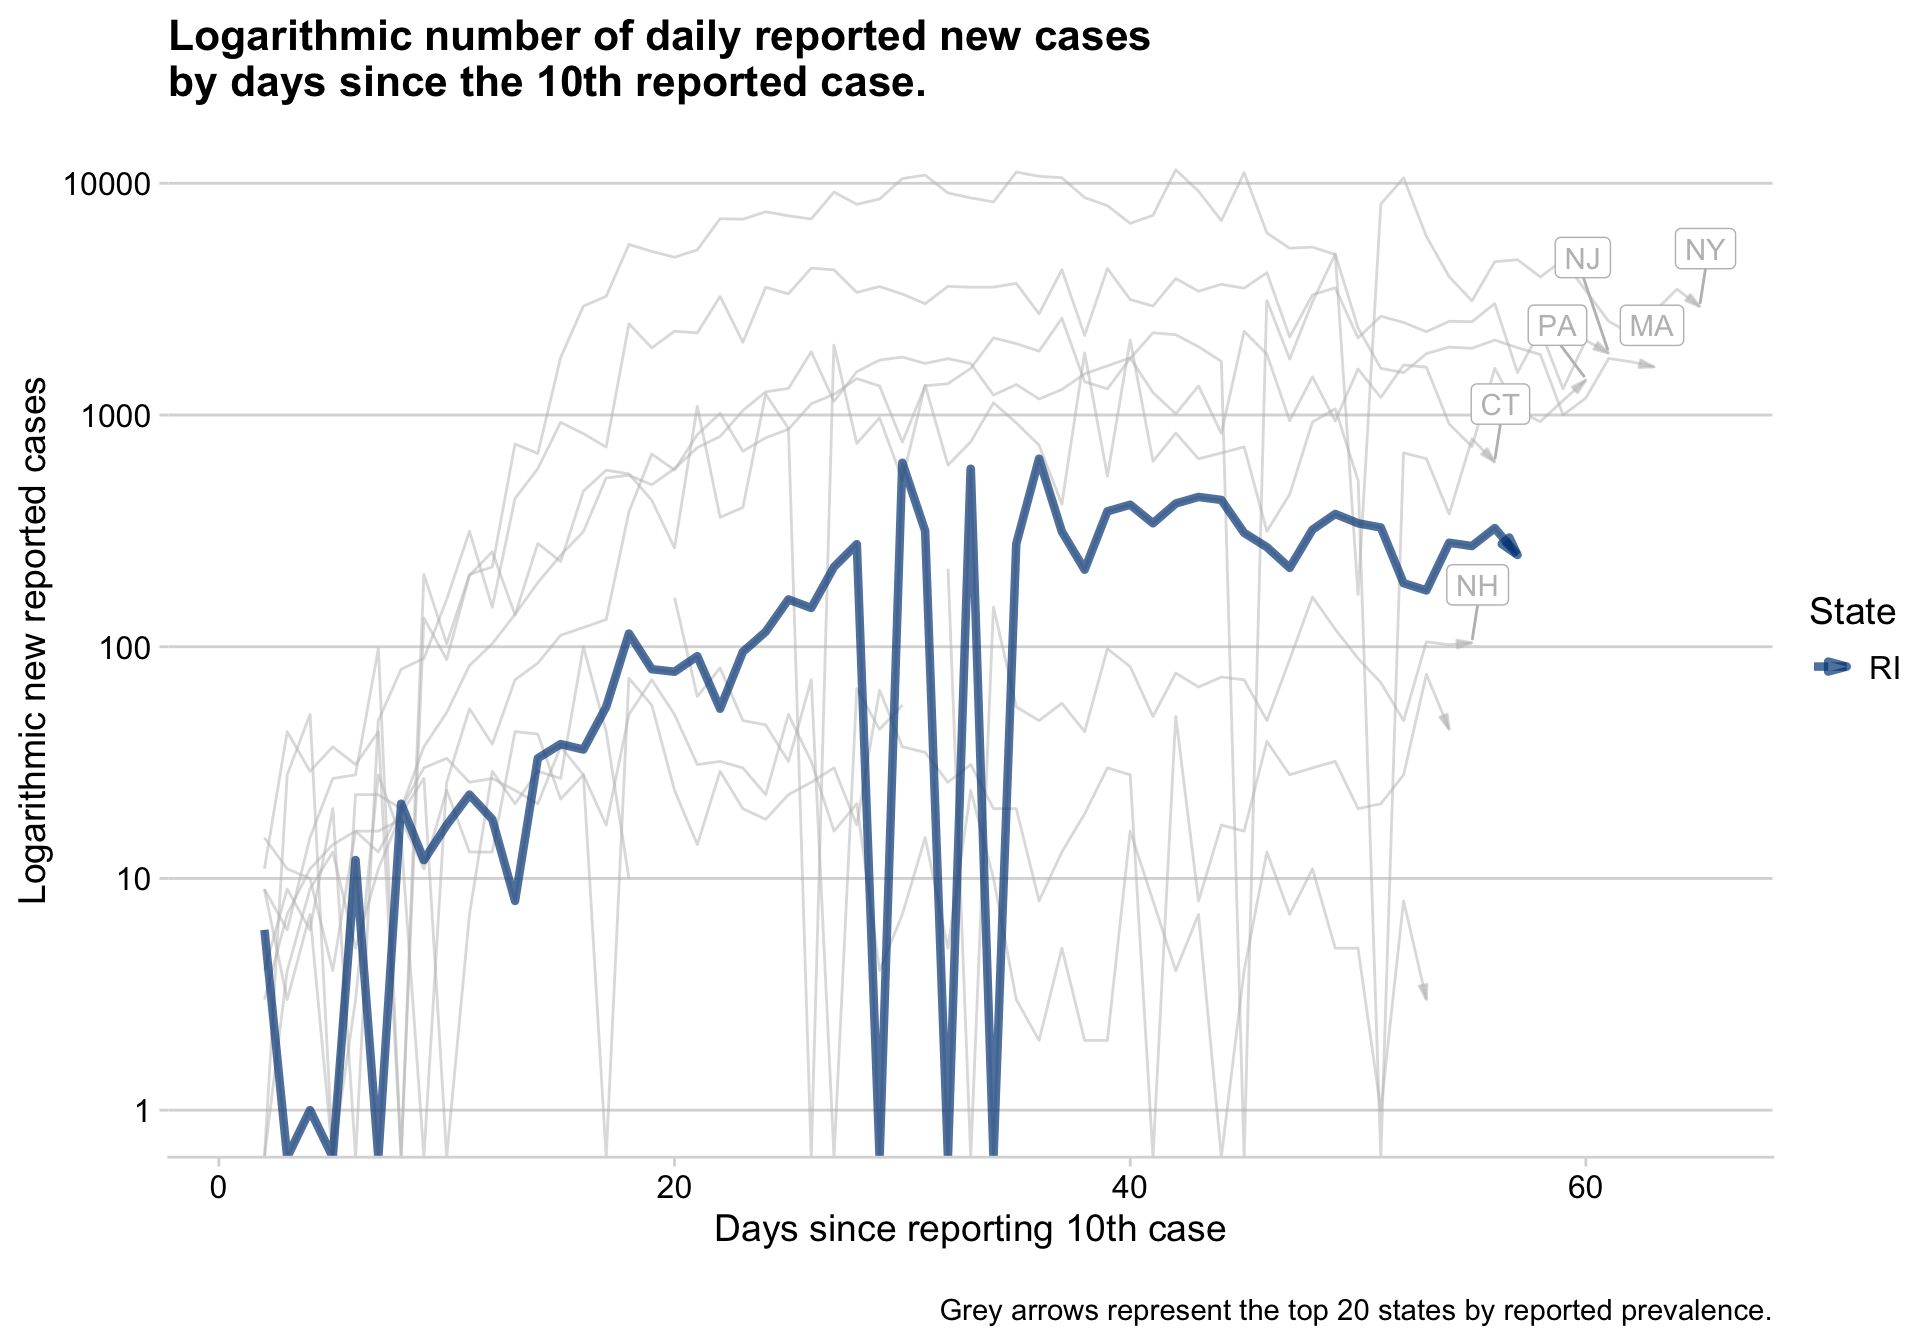 Logarithmic number of daily reported new cases
by days since the 10th reported case.
Logarithmic new reported cases
10000
1000
100
10
1
NJ
NY
PA
MA
CT
NH
State
RI
0
20
40
60
Days since reporting 10th case
Grey arrows represent the top 20 states by reported prevalence.